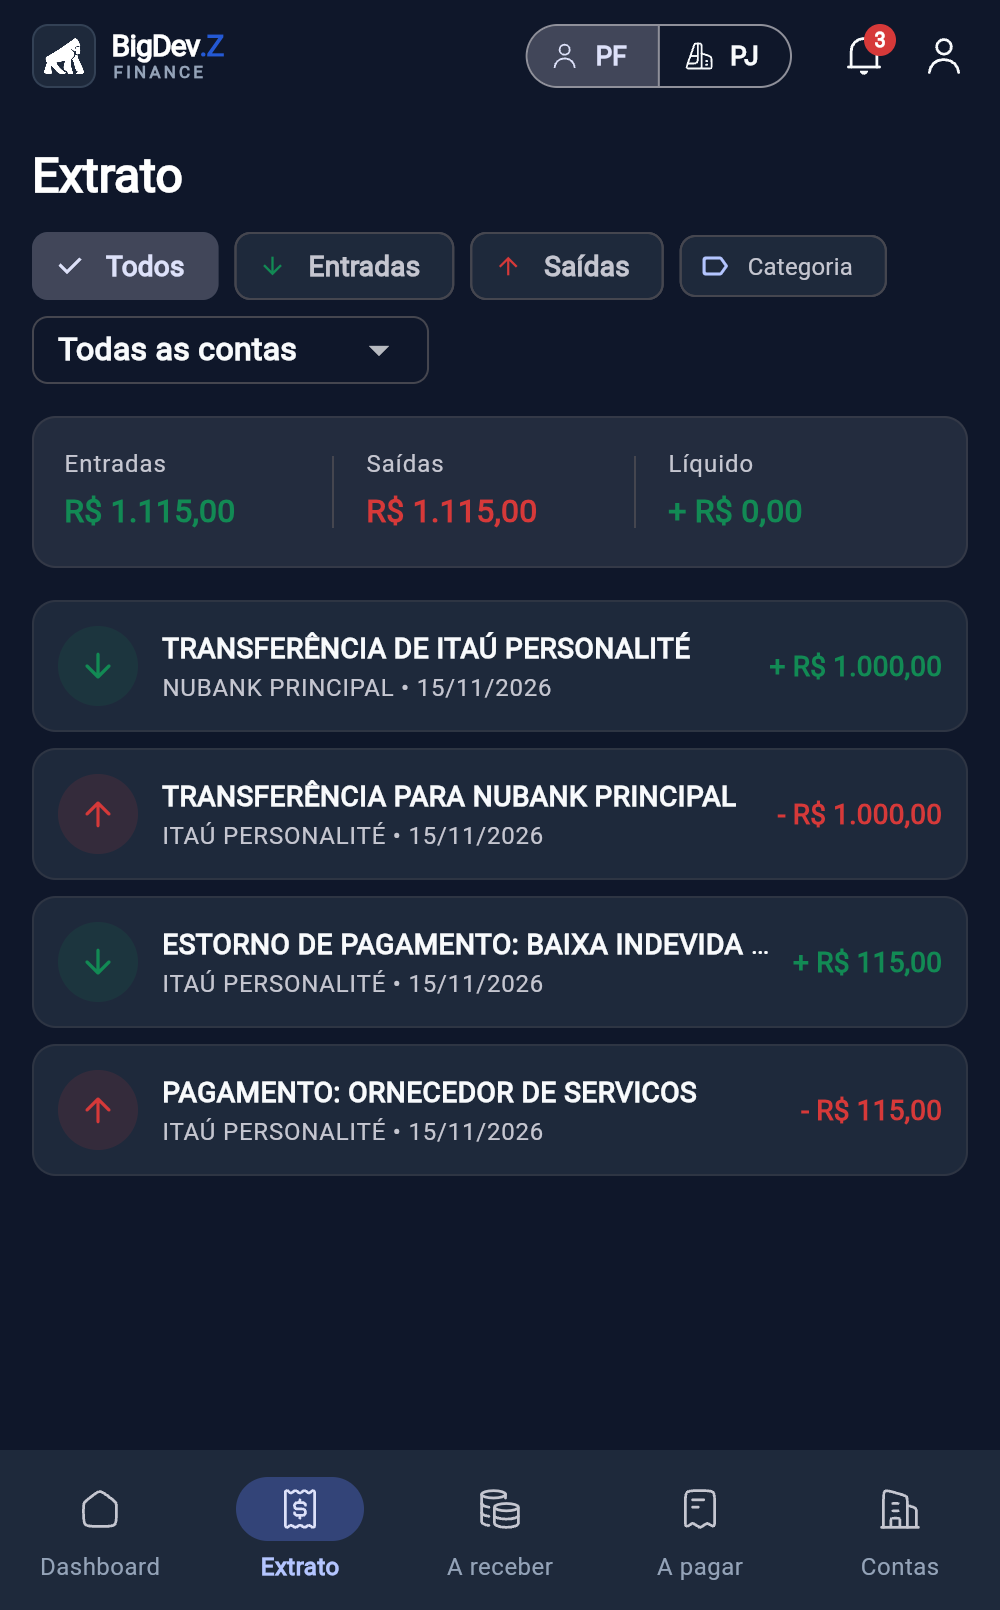 BigDev.Z
FINANCE
PF
PJ
3
Extrato
Todos
Entradas
Saídas
Categoria
Todas as contas
Entradas
Saídas
Líquido
R$ 1.115,00
R$ 1.115,00
+ R$ 0,00
TRANSFERÊNCIA DE ITAÚ PERSONALITÉ
NUBANK PRINCIPAL • 15/11/2026
+ R$ 1.000,00
TRANSFERÊNCIA PARA NUBANK PRINCIPAL
ITAÚ PERSONALITÉ • 15/11/2026
- R$ 1.000,00
ESTORNO DE PAGAMENTO: BAIXA INDEVIDA ...
ITAÚ PERSONALITÉ • 15/11/2026
+ R$ 115,00
PAGAMENTO: ORNECEDOR DE SERVICOS
ITAÚ PERSONALITÉ • 15/11/2026
- R$ 115,00
Dashboard
Extrato
A receber
A pagar
Contas